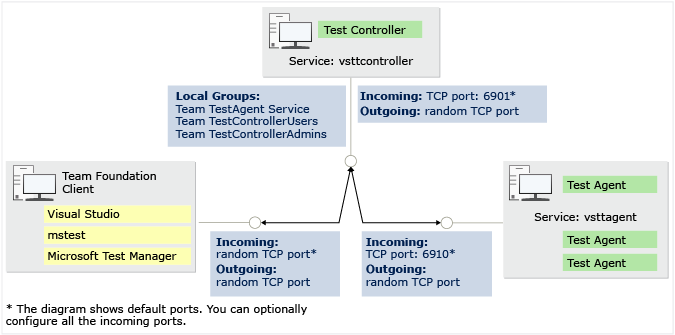 Test Controller
Service: vsttcontroller
Local Groups:
Team TestAgent Service
Team TestControllerUsers
Team TestControllerAdmins
Incoming: TCP port: 6901*
Outgoing: random TCP port
Team Foundation
Client
Visual Studio
mstest
Microsoft Test Manager
Test Agent
Service: vsttagent
Test Agent
Test Agent
Incoming:
random TCP port*
Outgoing:
random TCP port
Incoming:
TCP port: 6910*
Outgoing:
random TCP port
* The diagram shows default ports. You can optionally
configure all the incoming ports.